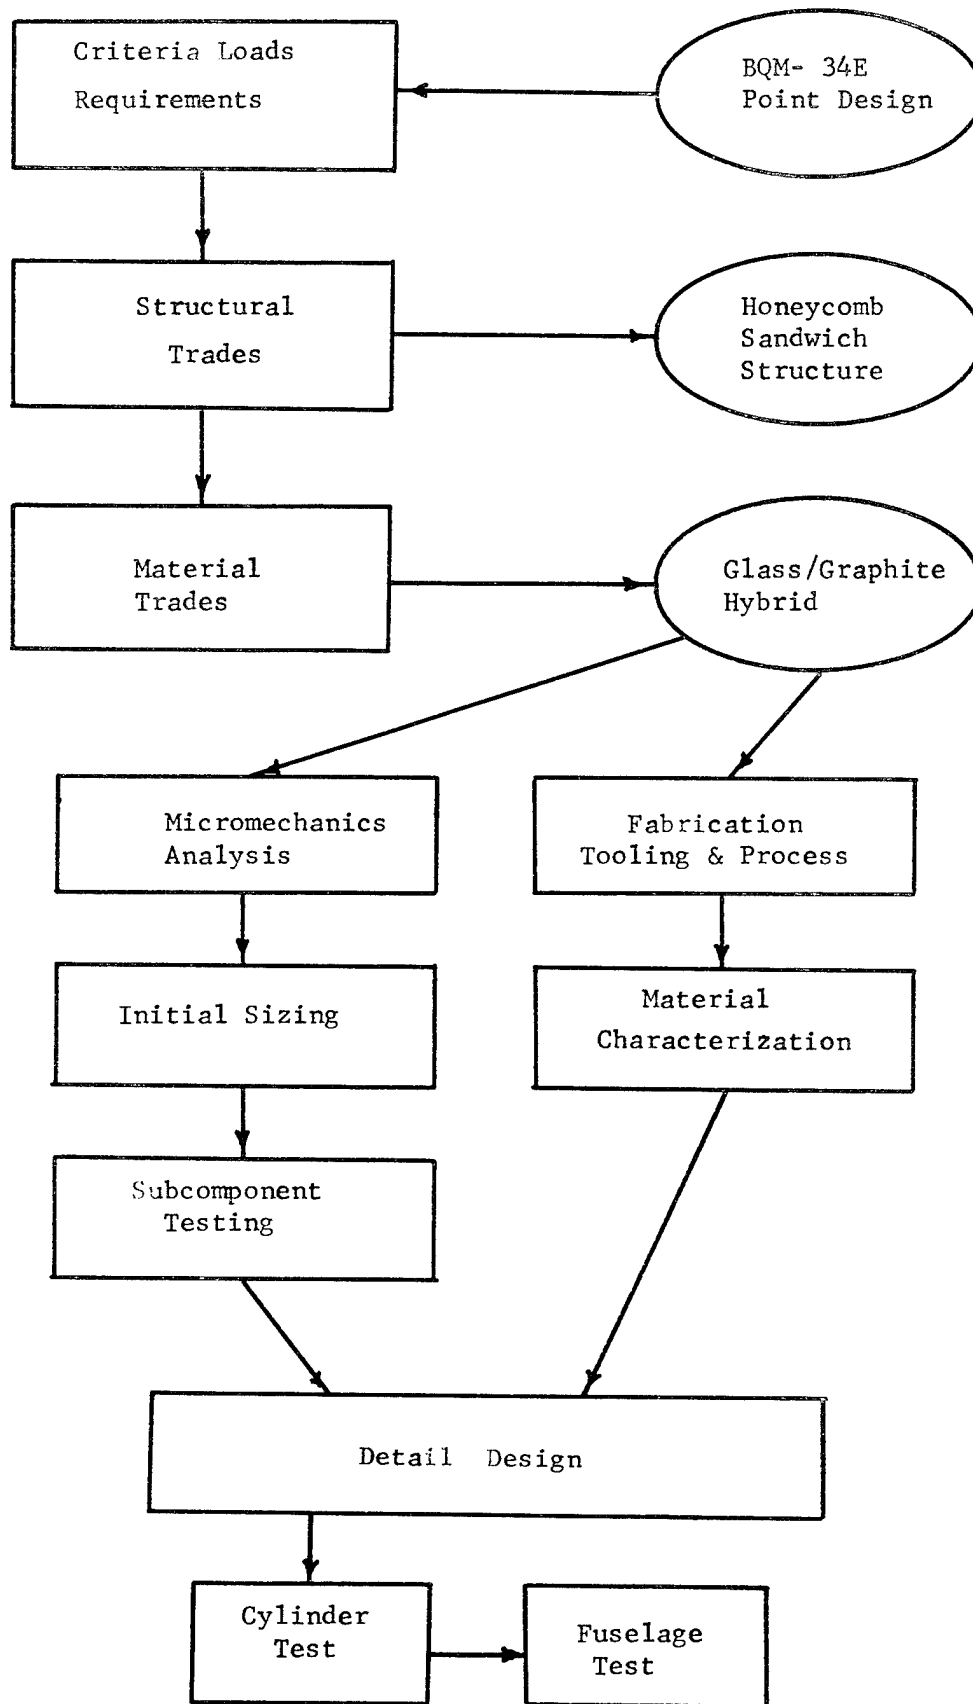 Criteria Loads
Requirements
BQM- 34E
Point Design
Structural
Trades
Honeycomb
Sandwich
Structure
Material
Trades
Glass/Graphite
Hybrid
Micromechanics
Analysis
Fabrication
Tooling & Process
Initial Sizing
Material
Characterization
Subcomponent
Testing
Detail Design
Cylinder
Test
Fuselage
Test